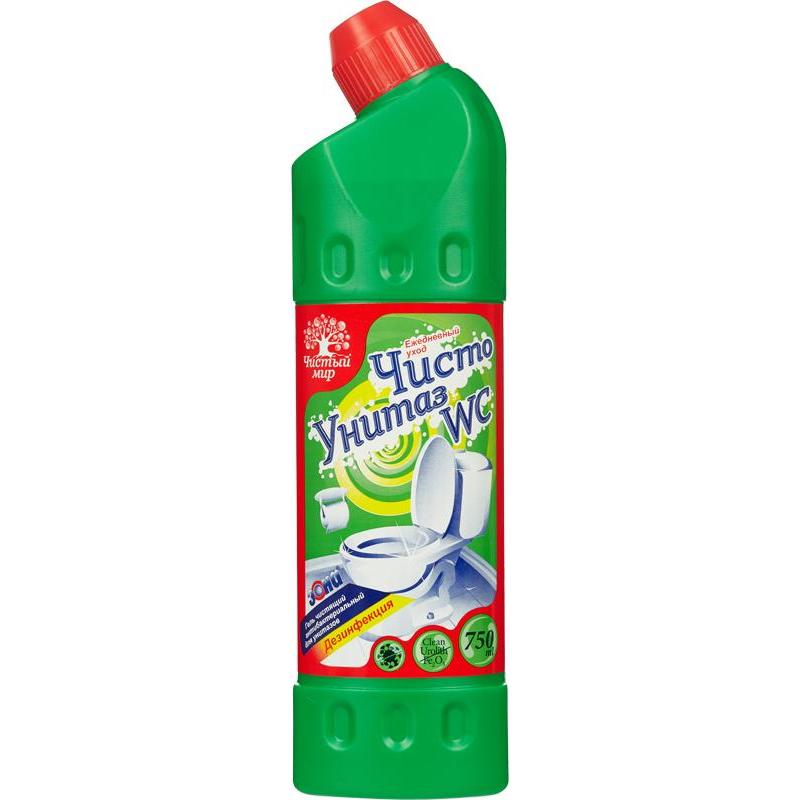 Чистый
мир
Ежедневный
уход
Чисто
Унитаз
WC
Гель чистящий
антибактериальный
для унитазов
Дезинфекция
Clean
Urolith
Fe₂O₃
750
ml